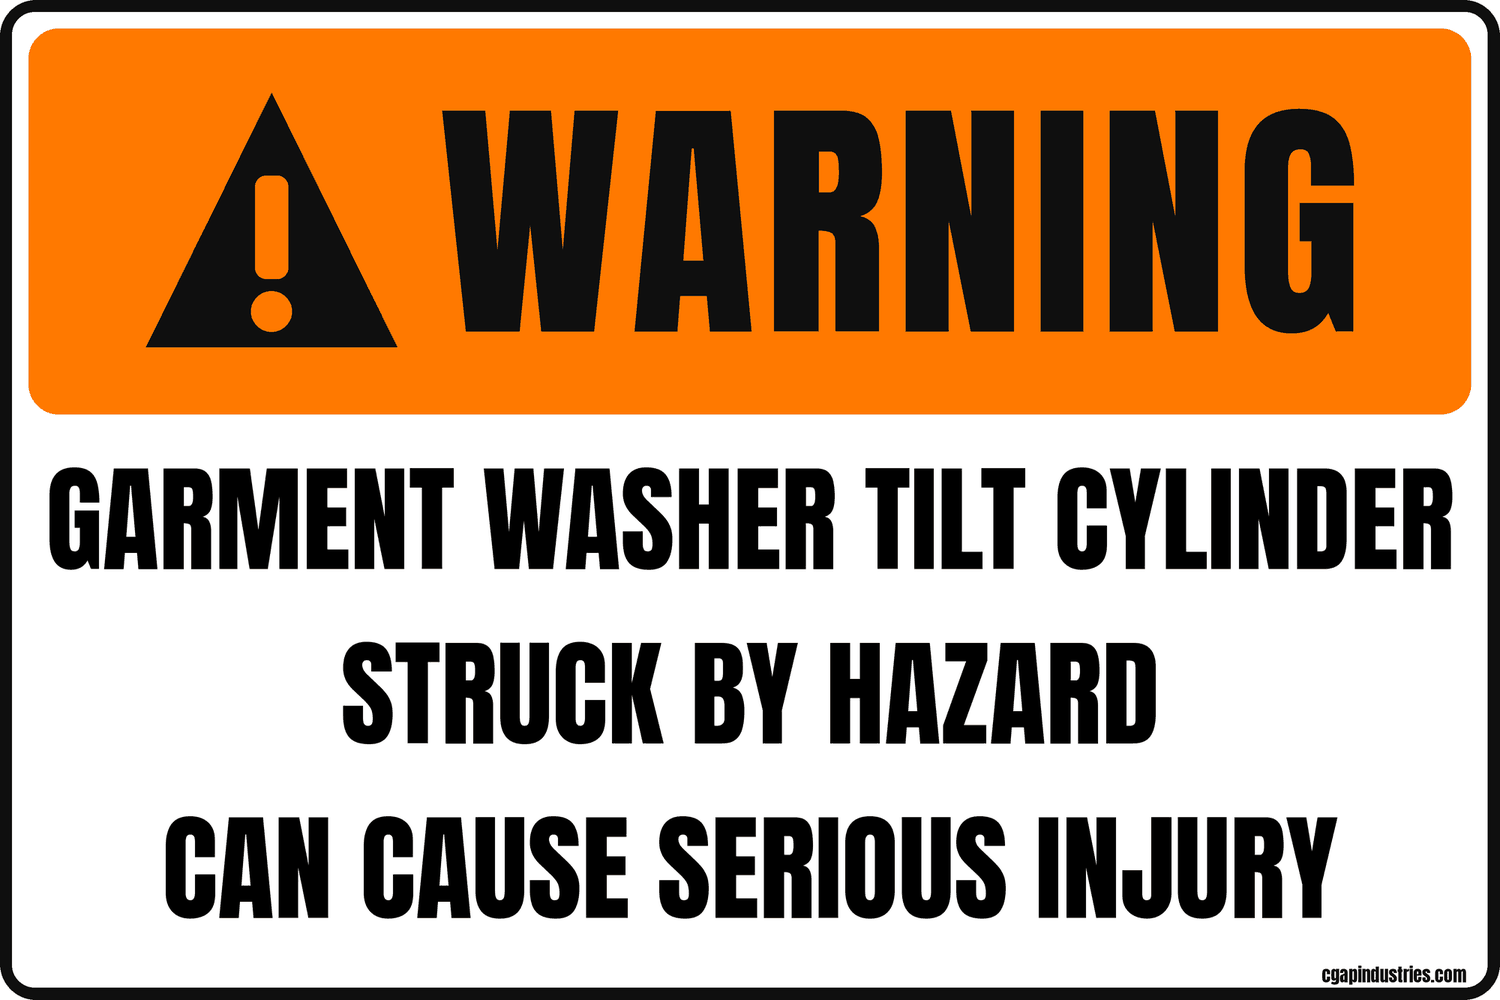 WARNING
GARMENT WASHER TILT CYLINDER
STRUCK BY HAZARD
CAN CAUSE SERIOUS INJURY
cgapindustries.com